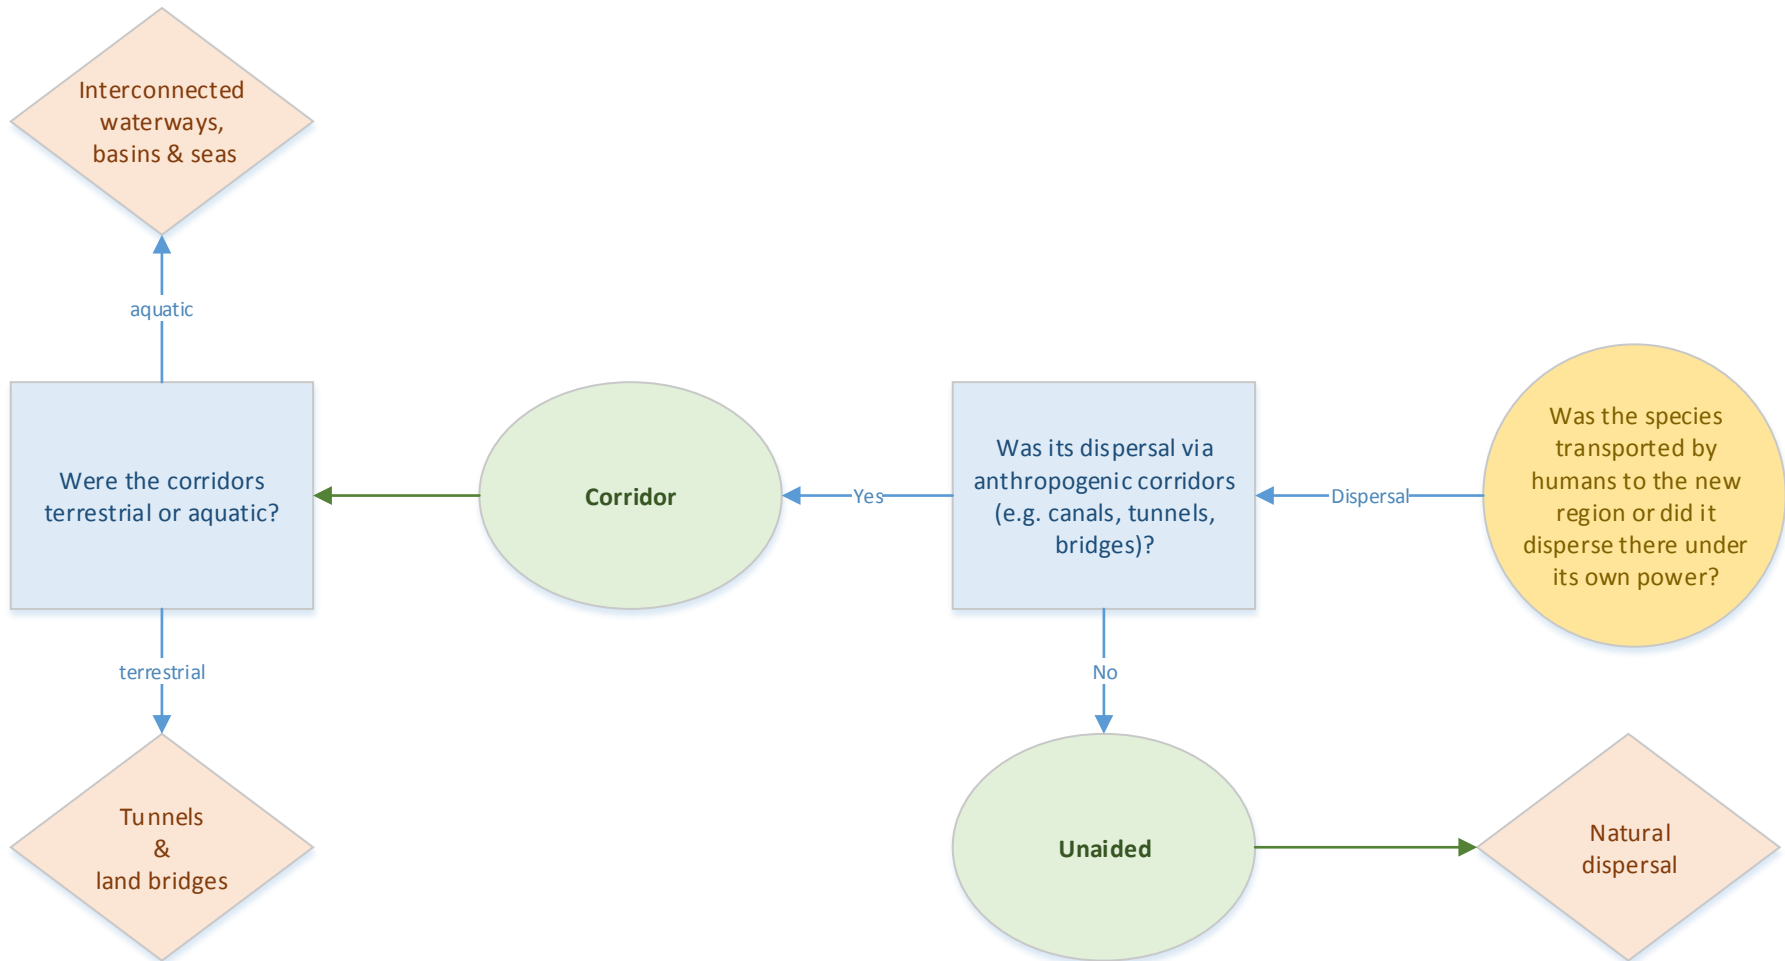 Interconnected
waterways,
basins & seas
aquatic
Were the corridors
terrestrial or aquatic?
Corridor
Yes
Was its dispersal via
anthropogenic corridors
(e.g. canals, tunnels,
bridges)?
Dispersal
Was the species
transported by
humans to the new
region or did it
disperse there under
its own power?
terrestrial
No
Tunnels
&
land bridges
Unaided
Natural
dispersal